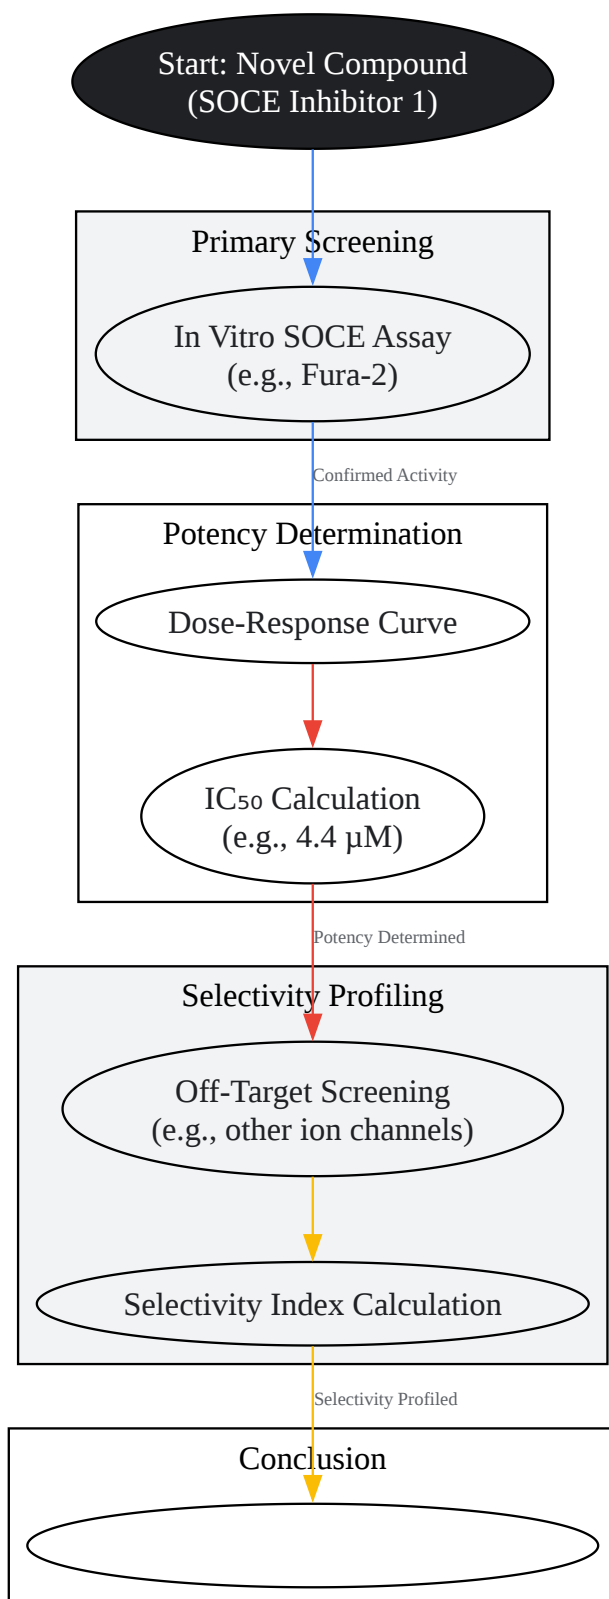 Start: Novel Compound
(SOCE Inhibitor 1)
Primary Screening
In Vitro SOCE Assay
(e.g., Fura-2)
Confirmed Activity
Potency Determination
Dose-Response Curve
IC₅₀ Calculation
(e.g., 4.4 µM)
Potency Determined
Selectivity Profiling
Off-Target Screening
(e.g., other ion channels)
Selectivity Index Calculation
Selectivity Profiled
Conclusion